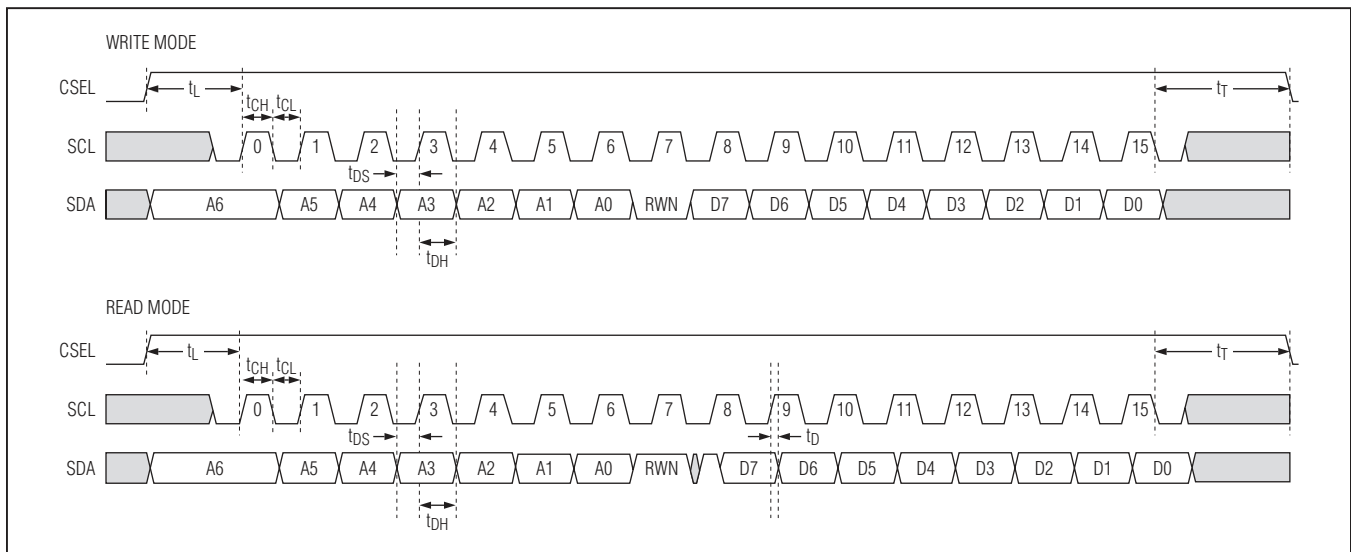 WRITE MODE
CSEL tL tT
tCH tCL
SCL 0 1 2 3 4 5 6 7 8 9 10 11 12 13 14 15
tDS
SDA A6 A5 A4 A3 A2 A1 A0 RWN D7 D6 D5 D4 D3 D2 D1 D0
tDH
READ MODE
CSEL tL tT
tCH tCL
SCL 0 1 2 3 4 5 6 7 8 9 10 11 12 13 14 15
tDS tD
SDA A6 A5 A4 A3 A2 A1 A0 RWN D7 D6 D5 D4 D3 D2 D1 D0
tDH